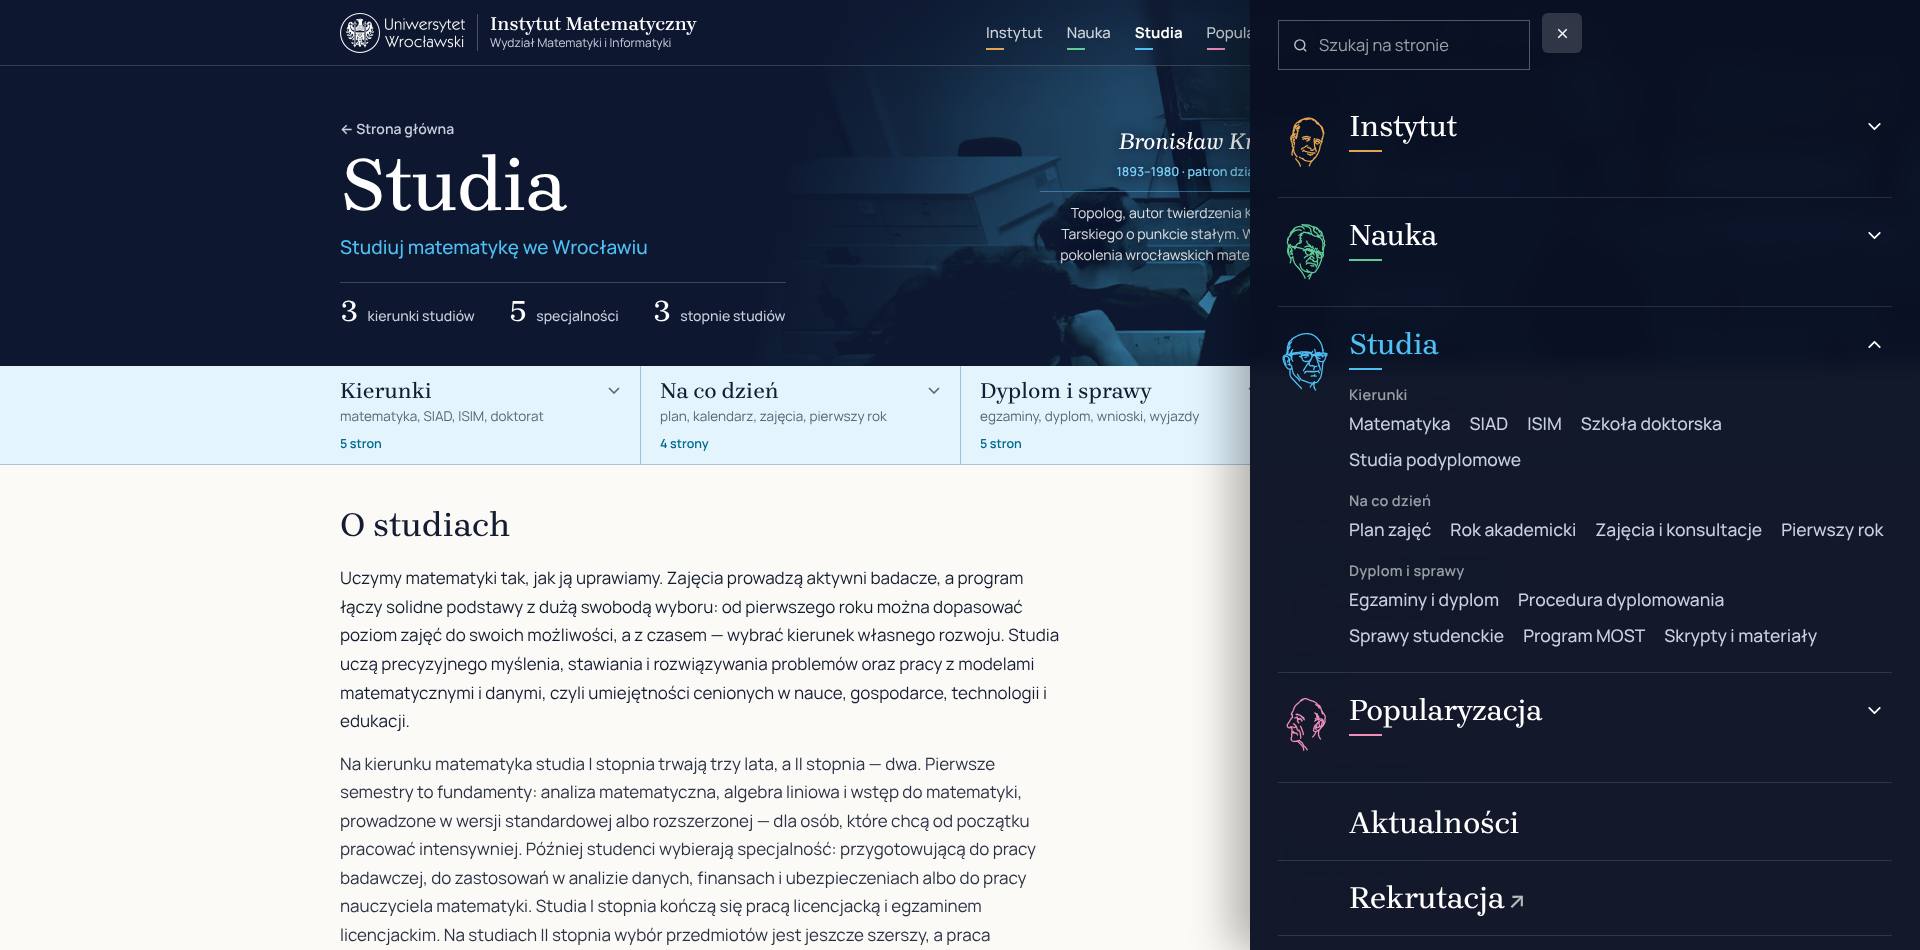 Uniwersytet
Wrocławski
Instytut Matematyczny
Wydział Matematyki i Informatyki
Instytut
Nauka
Studia
← Strona główna
Studia
Studiuj matematykę we Wrocławiu
3 kierunki studiów
5 specjalności
3 stopnie studiów
Bronisław
1893–1980 · patron
Topolog, autor twierdzenia
Tarskiego o punkcie stałym.
pokolenia wrocławskich
Kierunki
matematyka, SIAD, ISIM, doktorat
5 stron
Na co dzień
plan, kalendarz, zajęcia, pierwszy rok
4 strony
Dyplom i sprawy
egzaminy, dyplom, wnioski, wyjazdy
5 stron
O studiach
Uczymy matematyki tak, jak ją uprawiamy. Zajęcia prowadzą aktywni badacze, a program
łączy solidne podstawy z dużą swobodą wyboru: od pierwszego roku można dopasować
poziom zajęć do swoich możliwości, a z czasem — wybrać kierunek własnego rozwoju. Studia
uczą precyzyjnego myślenia, stawiania i rozwiązywania problemów oraz pracy z modelami
matematycznymi i danymi, czyli umiejętności cenionych w nauce, gospodarce, technologii i
edukacji.
Na kierunku matematyka studia I stopnia trwają trzy lata, a II stopnia — dwa. Pierwsze
semestry to fundamenty: analiza matematyczna, algebra liniowa i wstęp do matematyki,
prowadzone w wersji standardowej albo rozszerzonej — dla osób, które chcą od początku
pracować intensywniej. Później studenci wybierają specjalność: przygotowującą do pracy
badawczej, do zastosowań w analizie danych, finansach i ubezpieczeniach albo do pracy
nauczyciela matematyki. Studia I stopnia kończą się pracą licencjacką i egzaminem
licencjackim. Na studiach II stopnia wybór przedmiotów jest jeszcze szerszy, a praca
Szukaj na stronie
Instytut
Nauka
Studia
Kierunki
Matematyka SIAD ISIM Szkoła doktorska
Studia podyplomowe
Na co dzień
Plan zajęć Rok akademicki Zajęcia i konsultacje Pierwszy rok
Dyplom i sprawy
Egzaminy i dyplom Procedura dyplomowania
Sprawy studenckie Program MOST Skrypty i materiały
Popularyzacja
Aktualności
Rekrutacja ↗